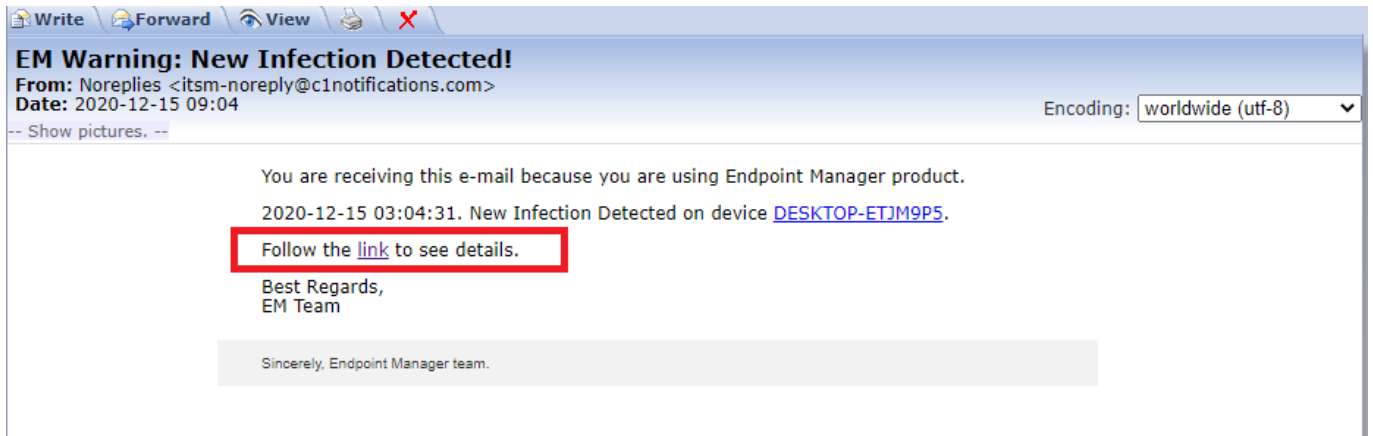 Write Forward View
EM Warning: New Infection Detected!
From: Noreplies <itsm-noreply@c1notifications.com>
Date: 2020-12-15 09:04
Encoding: worldwide (utf-8)
-- Show pictures. --
You are receiving this e-mail because you are using Endpoint Manager product.
2020-12-15 03:04:31. New Infection Detected on device DESKTOP-ETJM9P5.
Follow the link to see details.
Best Regards,
EM Team
Sincerely, Endpoint Manager team.